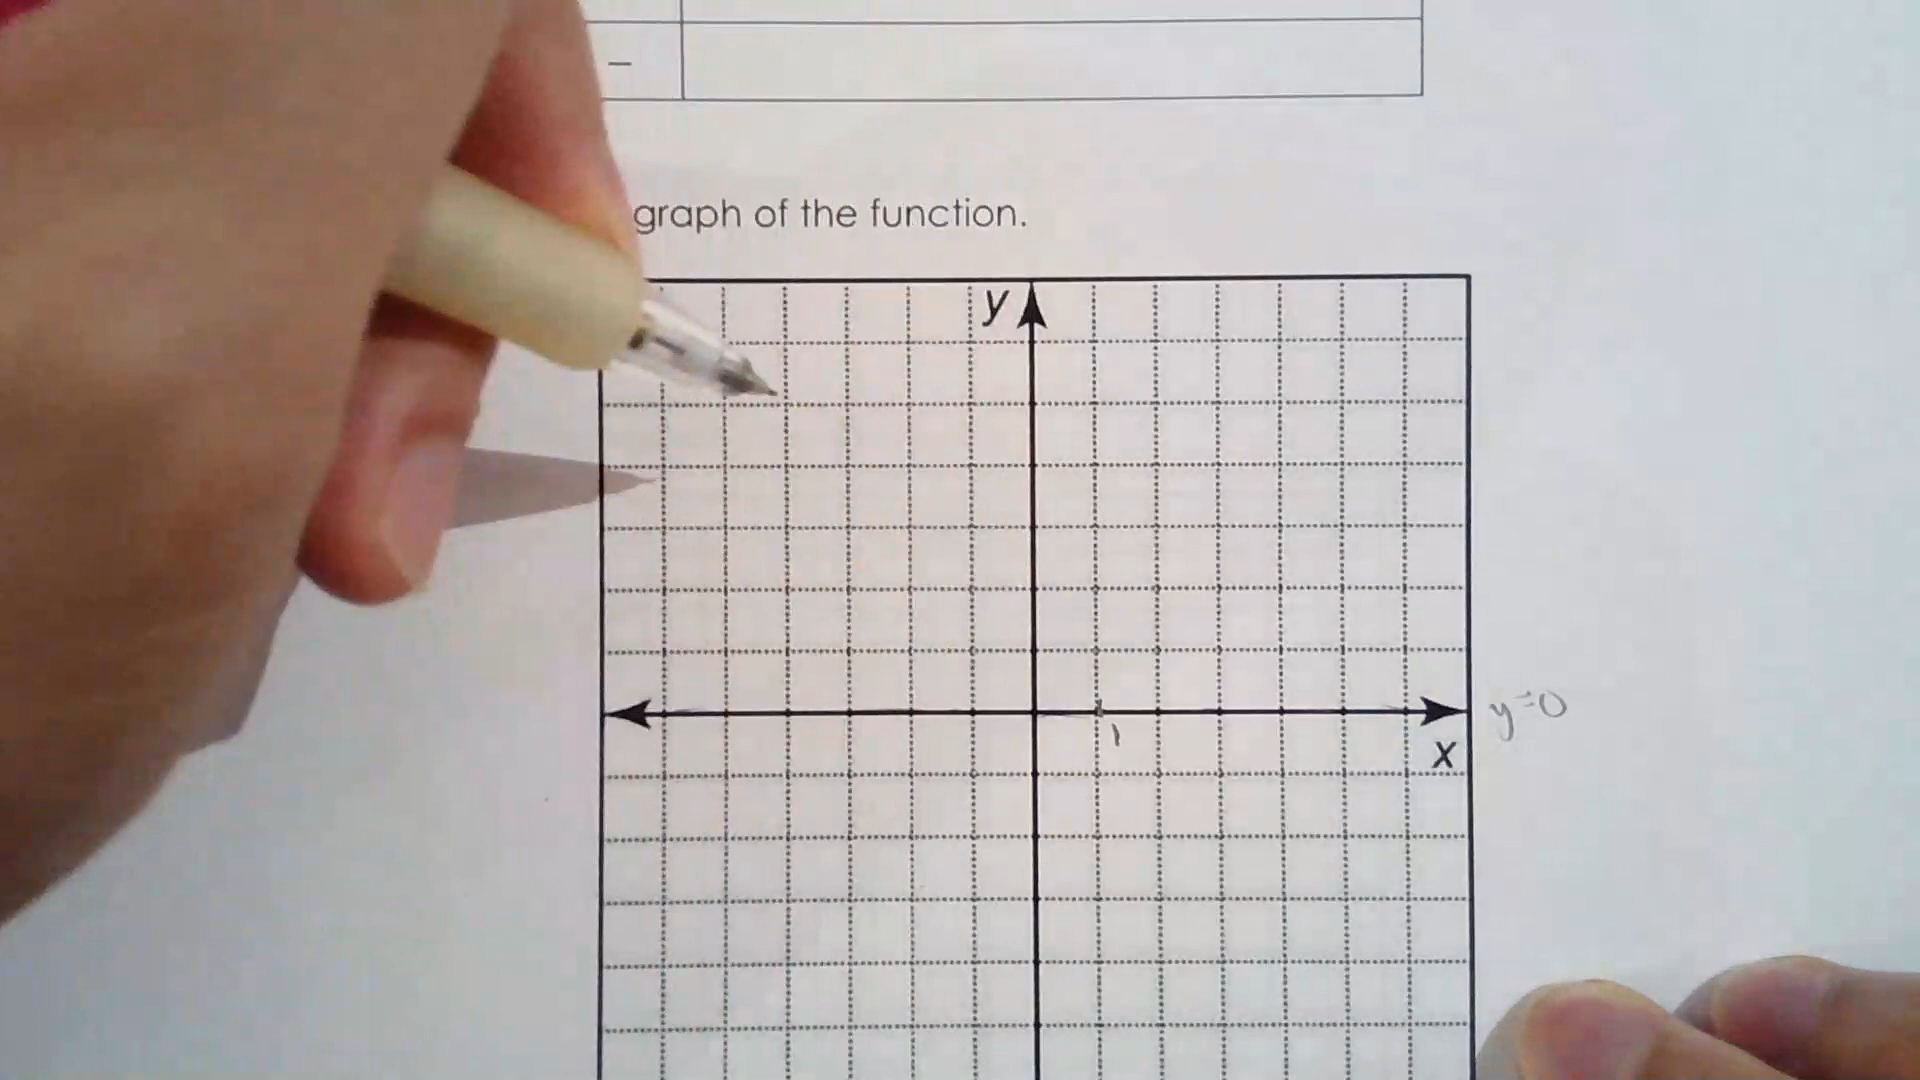 –
graph of the function.
y
y=0
1
x